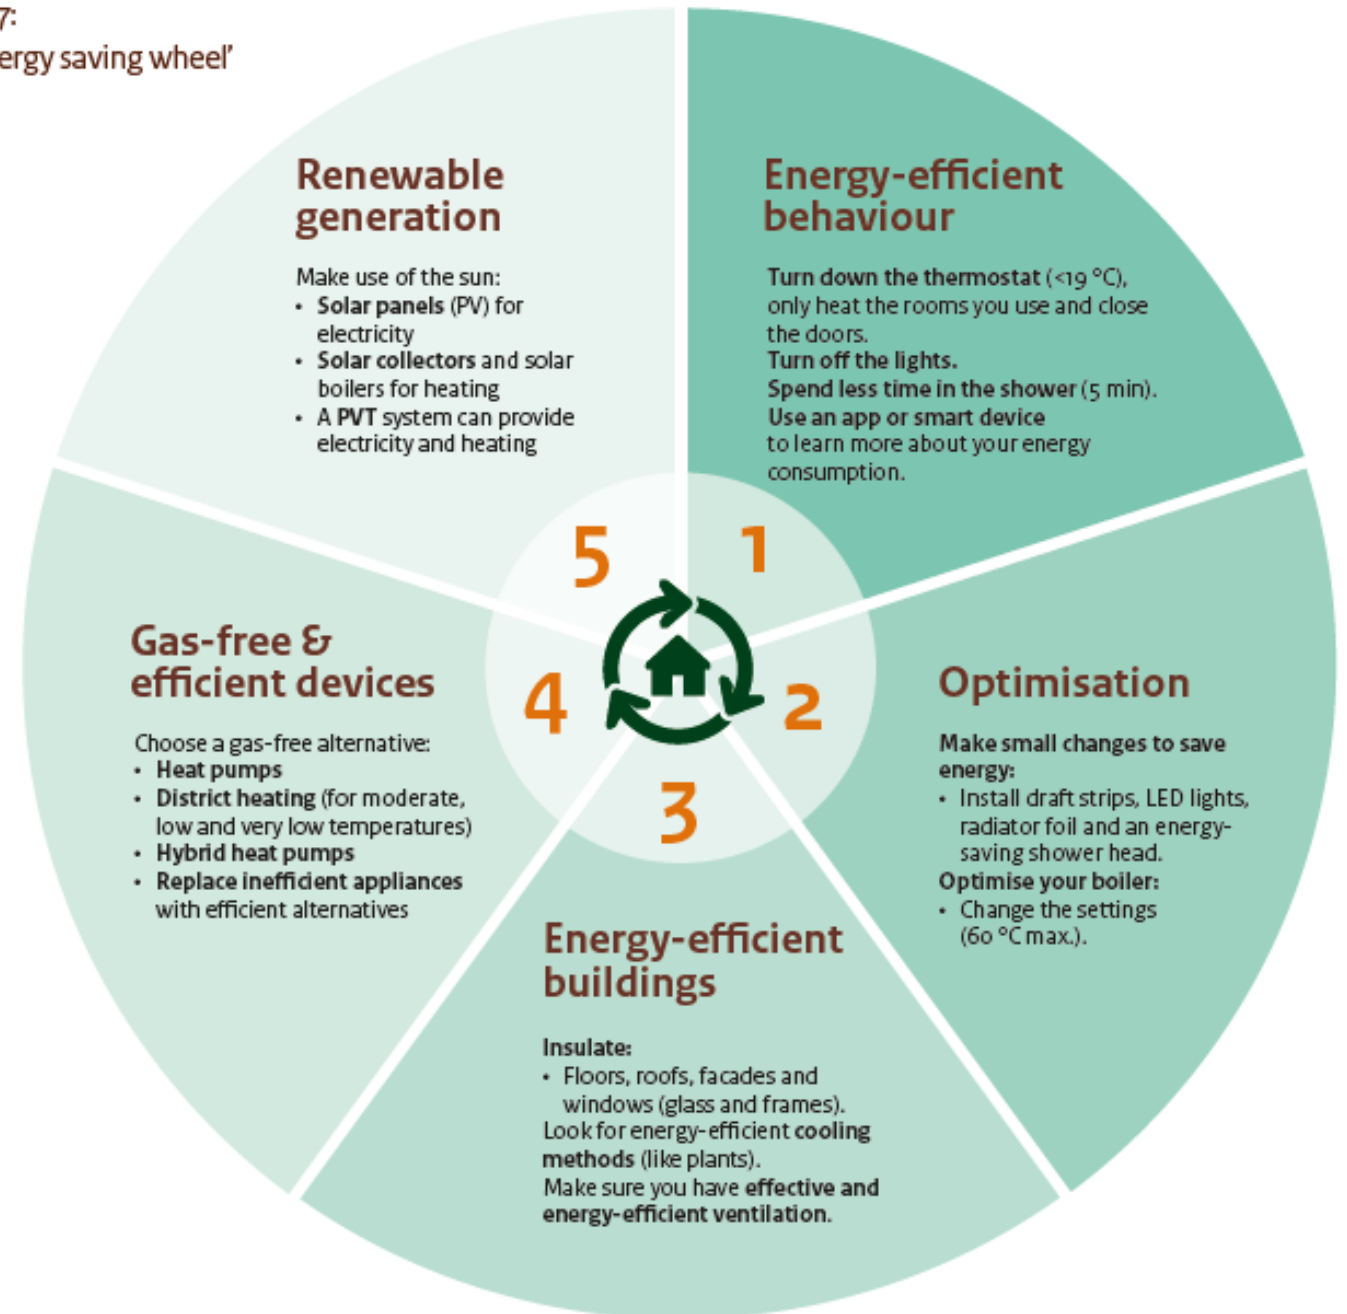 7:
ergy saving wheel’
Renewable
generation
Make use of the sun:
• Solar panels (PV) for
electricity
• Solar collectors and solar
boilers for heating
• A PVT system can provide
electricity and heating
Energy-efficient
behaviour
Turn down the thermostat (<19 °C),
only heat the rooms you use and close
the doors.
Turn off the lights.
Spend less time in the shower (5 min).
Use an app or smart device
to learn more about your energy
consumption.
5
1
Gas-free &
efficient devices
Choose a gas-free alternative:
• Heat pumps
• District heating (for moderate,
low and very low temperatures)
• Hybrid heat pumps
• Replace inefficient appliances
with efficient alternatives
4
2
3
Optimisation
Make small changes to save
energy:
• Install draft strips, LED lights,
radiator foil and an energy-
saving shower head.
Optimise your boiler:
• Change the settings
(60 °C max.).
Energy-efficient
buildings
Insulate:
• Floors, roofs, facades and
windows (glass and frames).
Look for energy-efficient cooling
methods (like plants).
Make sure you have effective and
energy-efficient ventilation.